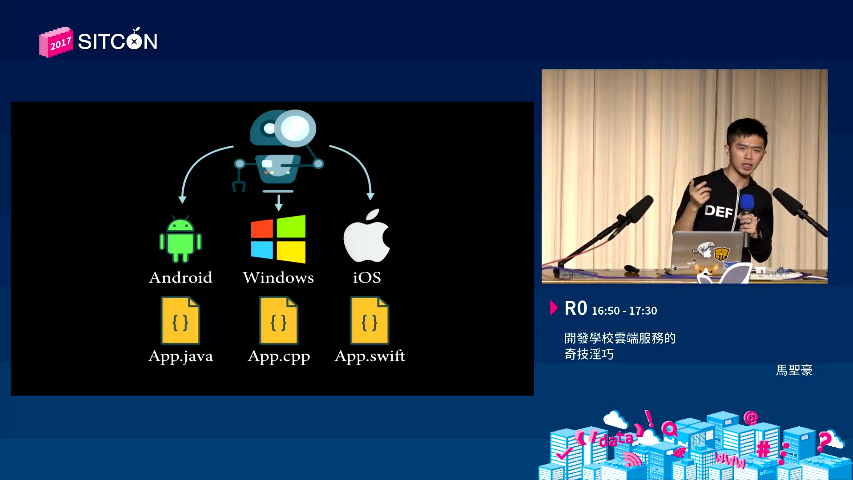 2017 SITCON
Android Windows iOS
{ } { } { }
App.java App.cpp App.swift
DEF
R0 16:50 - 17:30
開發學校雲端服務的
奇技淫巧
馬聖豪
data
@
www
#
?